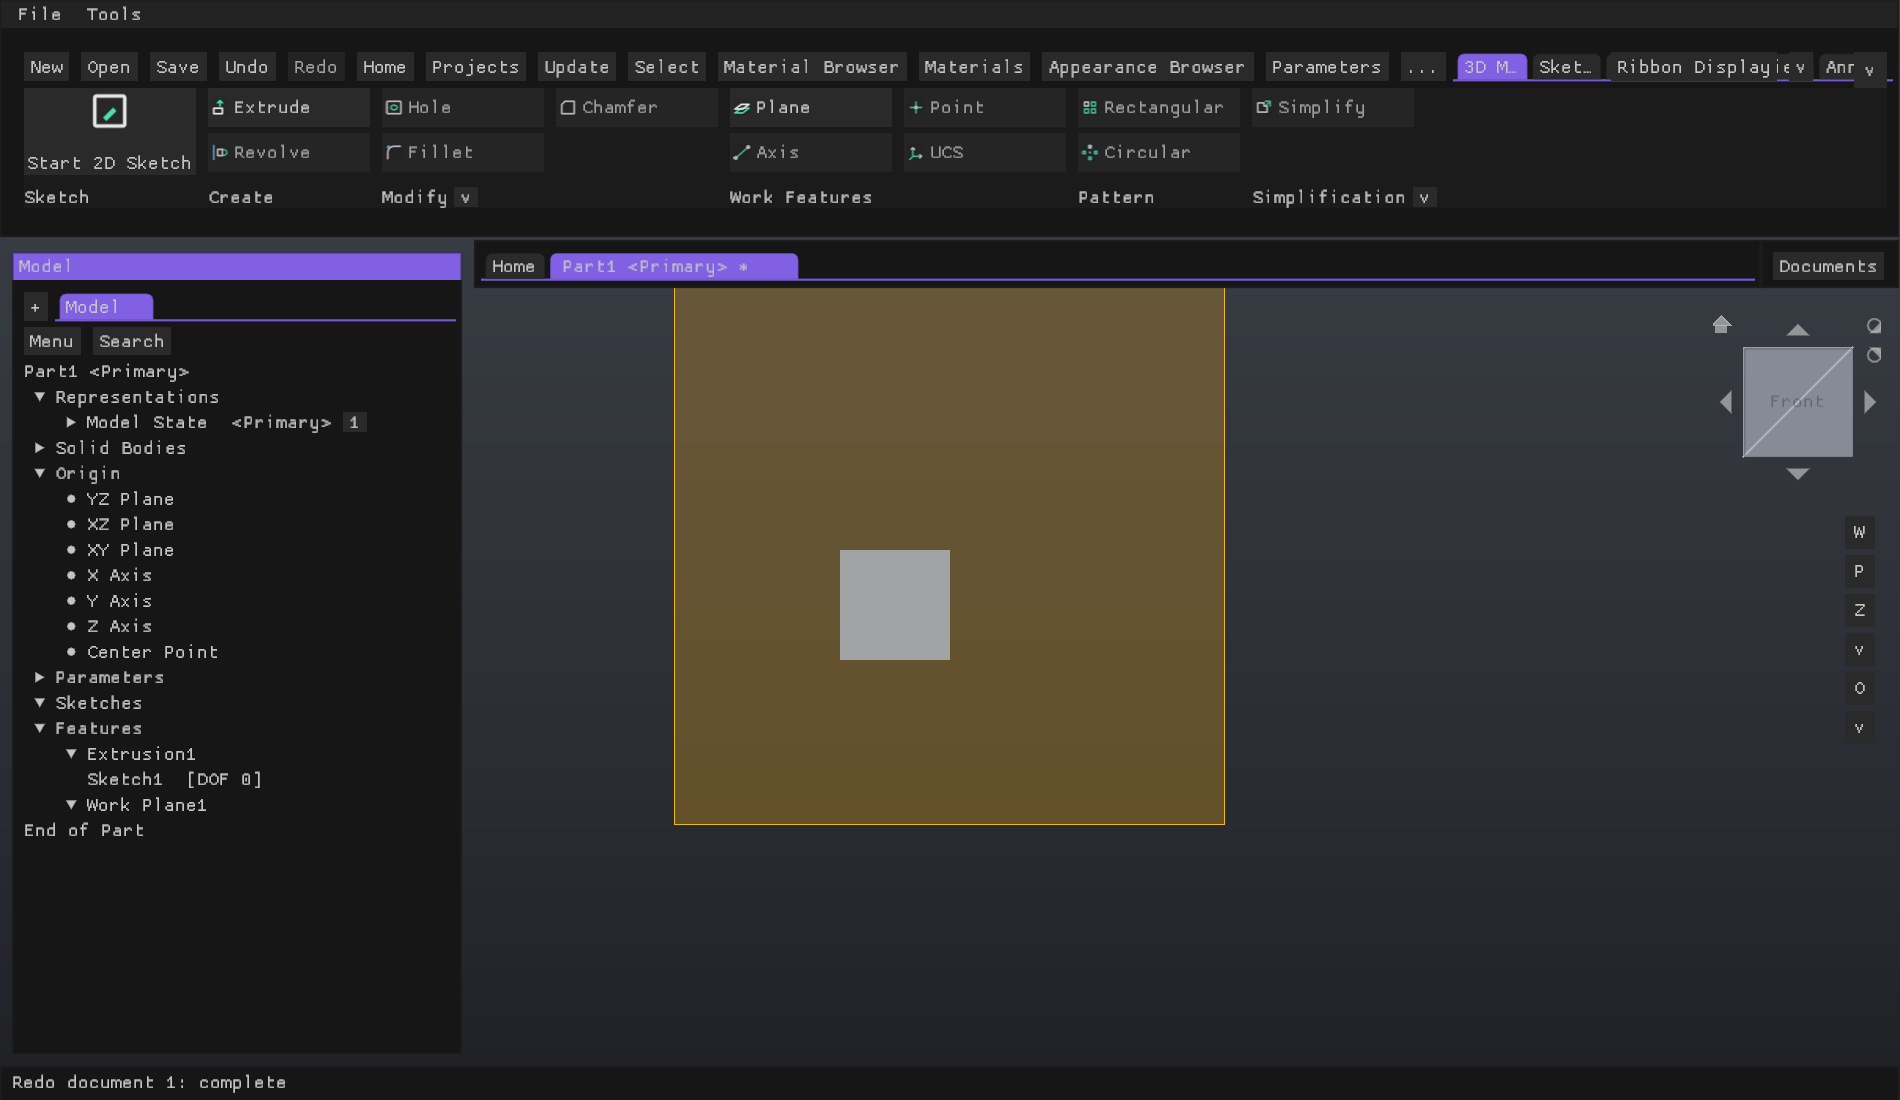 File Tools
New Open Save Undo Redo Home Projects Update Select Material Browser Materials Appearance Browser Parameters ... 3D M… Sket… Ribbon Display v v
Extrude Hole Chamfer Plane Point Rectangular Simplify
Start 2D Sketch Revolve Fillet Axis UCS Circular
Sketch Create Modify v Work Features Pattern Simplification v
Model
Home Part1 <Primary> * Documents
+ Model
Menu Search
Part1 <Primary>
Representations
Model State <Primary> 1
Solid Bodies
Origin
YZ Plane
XZ Plane
XY Plane
X Axis
Y Axis
Z Axis
Center Point
Parameters
Sketches
Features
Extrusion1
Sketch1 [DOF 0]
Work Plane1
End of Part
Front
W
P
Z
v
O
v
Redo document 1: complete